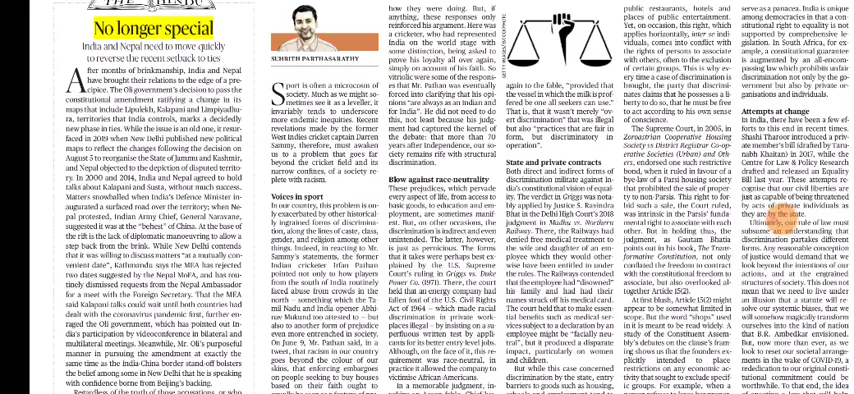 THE HINDU
No longer special
India and Nepal need to move quickly
to reverse the recent setback to ties
After months of brinkmanship, India and Nepal
have brought their relations to the edge of a pre-
cipice. The Oli government's decision to pass the
constitutional amendment ratifying a change in its
maps that include Lipulekh, Kalapani and Limpiyadhu-
ra, territories that India controls, marks a decidedly
new phase in ties. While the issue is an old one, it resur-
faced in 2019 when New Delhi published new political
maps to reflect the changes following the decision on
August 5 to reorganise the State of Jammu and Kashmir,
and Nepal objected to the depiction of disputed territo-
ry. In 2000 and 2014, India and Nepal agreed to hold
talks about Kalapani and Susta, without much success.
Matters snowballed when India's Defence Minister in-
augurated a surfaced road over the territory; when Ne-
pal protested, Indian Army Chief, General Naravane,
suggested it was at the "behest" of China. At the base of
the rift is the lack of diplomatic manoeuvring to allow a
step back from the brink. While New Delhi contends
that it was willing to discuss matters "at a mutually con-
venient date", Kathmandu says the MEA has rejected
two dates suggested by the Nepal MoFA, and has rou-
tinely dismissed requests from the Nepal Ambassador
for a meet with the Foreign Secretary. That the MEA
said Kalapani talks could wait until both countries had
dealt with the coronavirus pandemic first, further en-
raged the Oli government, which has pointed out In-
dia's participation by videoconference in bilateral and
multilateral meetings. Meanwhile, Mr. Oli's purposeful
manner in pursuing the amendment at exactly the
same time as the India-China border stand-off bolsters
the belief among some in New Delhi that he is speaking
with confidence borne from Beijing's backing.
Regardless of the truth of those accusations, or who
SUHRITH PARTHASARATHY
Sport is often a microcosm of
society. Much as we might so-
metimes see it as a leveller, it
invariably tends to underscore
more endemic inequities. Recent
revelations made by the former
West Indies cricket captain Darren
Sammy, therefore, must awaken
us to a problem that goes far
beyond the cricket field and its
narrow confines, of a society re-
plete with racism.
Voices in sport
In our country, this problem is on-
ly exacerbated by other historical-
ly ingrained forms of discrimina-
tion, along the lines of caste, class,
gender, and religion among other
things. Indeed, in reacting to Mr.
Sammy's statements, the former
Indian cricketer Irfan Pathan
pointed not only to how players
from the south of India routinely
faced abuse from crowds in the
north – something which the Ta-
mil Nadu and India opener Abhi-
nav Mukund too attested to – but
also to another form of prejudice
even more entrenched in society.
On June 9, Mr. Pathan said, in a
tweet, that racism in our country
goes beyond the colour of our
skins, that enforcing embargoes
on people seeking to buy houses
based on their faith ought to
how they were doing. But, if
anything, these responses only
reinforced his argument. Here was
a cricketer, who had represented
India on the world stage with
some distinction, being asked to
prove his loyalty all over again,
simply on account of his faith. So
vitriolic were some of the respons-
es that Mr. Pathan was eventually
forced into clarifying that his opi-
nions "are always as an Indian and
for India". He did not need to do
this, not least because his judg-
ment had captured the kernel of
the debate: that more than 70
years after Independence, our so-
ciety remains rife with structural
discrimination.
Blow against race-neutrality
These prejudices, which pervade
every aspect of life, from access to
basic goods, to education and em-
ployment, are sometimes manif-
est. But, on other occasions, the
discrimination is indirect and even
unintended. The latter, however,
is just as pernicious. The forms
that it takes were perhaps best ex-
plained by the U.S. Supreme
Court's ruling in Griggs vs. Duke
Power Co. (1971). There, the court
held that an energy company had
fallen foul of the U.S. Civil Rights
Act of 1964 – which made racial
discrimination in private work-
places illegal – by insisting on a su-
perfluous written test by appli-
cants for its better entry-level jobs.
Although, on the face of it, this re-
quirement was race-neutral, in
practice it allowed the company to
victimise African Americans.
In a memorable judgment, in-
GETTY IMAGES/ISTOCKPHOTO
again to the fable, "provided that
the vessel in which the milk is prof-
fered be one all seekers can use."
That is, that it wasn't merely "ov-
ert discrimination" that was illegal
but also "practices that are fair in
form, but discriminatory in
operation".
State and private contracts
Both direct and indirect forms of
discrimination militate against In-
dia's constitutional vision of equal-
ity. The verdict in Griggs was nota-
bly applied by Justice S. Ravindra
Bhat in the Delhi High Court's 2018
judgment in Madhu vs. Northern
Railway. There, the Railways had
denied free medical treatment to
the wife and daughter of an em-
ployee which they would other-
wise have been entitled to under
the rules. The Railways contended
that the employee had "disowned"
his family and had had their
names struck off his medical card.
The court held that to make essen-
tial benefits such as medical ser-
vices subject to a declaration by an
employee might be "facially neu-
tral", but it produced a disparate
impact, particularly on women
and children.
But while this case concerned
discrimination by the state, entry
barriers to goods such as housing,
public restaurants, hotels and
places of public entertainment.
Yet, on occasion, this right, which
applies horizontally, inter se indi-
viduals, comes into conflict with
the rights of persons to associate
with others, often to the exclusion
of certain groups. This is why ev-
ery time a case of discrimination is
brought, the party that discrimi-
nates claims that he possesses a li-
berty to do so, that he must be free
to act according to his own sense
of conscience.
The Supreme Court, in 2005, in
Zoroastrian Cooperative Housing
Society vs District Registrar Co-op-
erative Societies (Urban) and Oth-
ers, endorsed one such restrictive
bond, when it ruled in favour of a
bye-law of a Parsi housing society
that prohibited the sale of proper-
ty to non-Parsis. This right to for-
bid such a sale, the Court ruled,
was intrinsic in the Parsis' funda-
mental right to associate with each
other. But in holding thus, the
judgment, as Gautam Bhatia
points out in his book, The Trans-
formative Constitution, not only
conflated the freedom to contract
with the constitutional freedom to
associate, but also overlooked al-
together Article 15(2).
At first blush, Article 15(2) might
appear to be somewhat limited in
scope. But the word "shops" used
in it is meant to be read widely. A
study of the Constituent Assem-
bly's debates on the clause's fram-
ing shows us that the founders ex-
plicitly intended to place
restrictions on any economic ac-
tivity that sought to exclude specif-
ic groups. For example, when a
serve as a panacea. India is unique
among democracies in that a con-
stitutional right to equality is not
supported by comprehensive le-
gislation. In South Africa, for ex-
ample, a constitutional guarantee
is augmented by an all-encom-
passing law which prohibits unfair
discrimination not only by the go-
vernment but also by private or-
ganisations and individuals.
Attempts at change
In India, there have been a few ef-
forts to this end in recent times.
Shashi Tharoor introduced a priv-
ate member's bill (drafted by Taru-
nabh Khaitan) in 2017, while the
Centre for Law & Policy Research
drafted and released an Equality
Bill last year. These attempts re-
cognise that our civil liberties are
just as capable of being threatened
by acts of private individuals as
they are by the state.
Ultimately, our rule of law must
subsume an understanding that
discrimination partakes different
forms. Any reasonable conception
of justice would demand that we
look beyond the intentions of our
actions, and at the engrained
structures of society. This does not
mean that we need to live under
an illusion that a statute will re-
solve our systemic biases, that we
will somehow magically transform
ourselves into the kind of nation
that B.R. Ambedkar envisioned.
But, now more than ever, as we
look to reset our societal arrange-
ments in the wake of COVID-19, a
rededication to our original consti-
tutional commitment could be
worthwhile. To that end, the idea